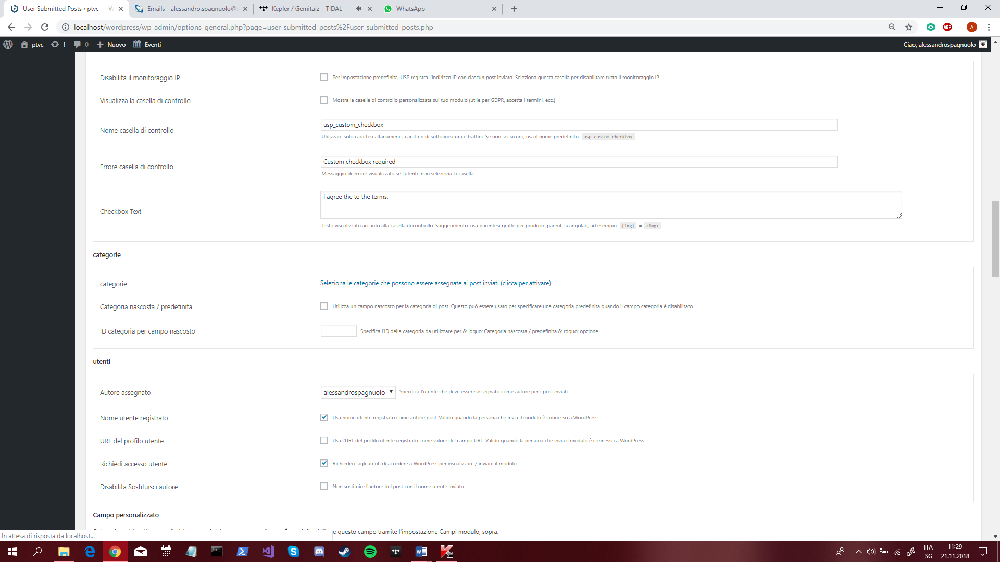 User Submitted Posts ‹ ptvc — W
Emails - alessandro.spagnuolo@
Kepler / Gemitaiz – TIDAL
WhatsApp
localhost/wordpress/wp-admin/options-general.php?page=user-submitted-posts%2Fuser-submitted-posts.php
ABP
A
ptvc
1
0
Nuovo
Eventi
Ciao, alessandrospagnuolo
Disabilita il monitoraggio IP
Per impostazione predefinita, USP registra l'indirizzo IP con ciascun post inviato. Seleziona questa casella per disabilitare tutto il monitoraggio IP.
Visualizza la casella di controllo
Mostra la casella di controllo personalizzata sul tuo modulo (utile per GDPR, accetta i termini, ecc.)
Nome casella di controllo
usp_custom_checkbox
Utilizzare solo caratteri alfanumerici, caratteri di sottolineatura e trattini. Se non sei sicuro, usa il nome predefinito: usp_custom_checkbox
Errore casella di controllo
Custom checkbox required
Messaggio di errore visualizzato se l'utente non seleziona la casella.
Checkbox Text
I agree the to the terms.
Testo visualizzato accanto alla casella di controllo. Suggerimento: usa parentesi graffe per produrre parentesi angolari, ad esempio: {img} = <img>
categorie
categorie
Seleziona le categorie che possono essere assegnate ai post inviati (clicca per attivare)
Categoria nascosta / predefinita
Utilizza un campo nascosto per la categoria di post. Questo può essere usato per specificare una categoria predefinita quando il campo categoria è disabilitato.
ID categoria per campo nascosto
Specifica l'ID della categoria da utilizzare per & ldquo; Categoria nascosta / predefinita & rdquo; opzione.
utenti
Autore assegnato
alessandrospagnuolo
Specifica l'utente che deve essere assegnato come autore per i post inviati.
Nome utente registrato
Usa nome utente registrato come autore post. Valido quando la persona che invia il modulo è connesso a WordPress.
URL del profilo utente
Usa l'URL del profilo utente registrato come valore del campo URL. Valido quando la persona che invia il modulo è connesso a WordPress.
Richiedi accesso utente
Richiedere agli utenti di accedere a WordPress per visualizzare / inviare il modulo
Disabilita Sostituisci autore
Non sostituire l'autore del post con il nome utente inviato
Campo personalizzato
questo campo tramite l'impostazione Campi modulo, sopra.
In attesa di risposta da localhost...
ITA
SG
11:29
21.11.2018